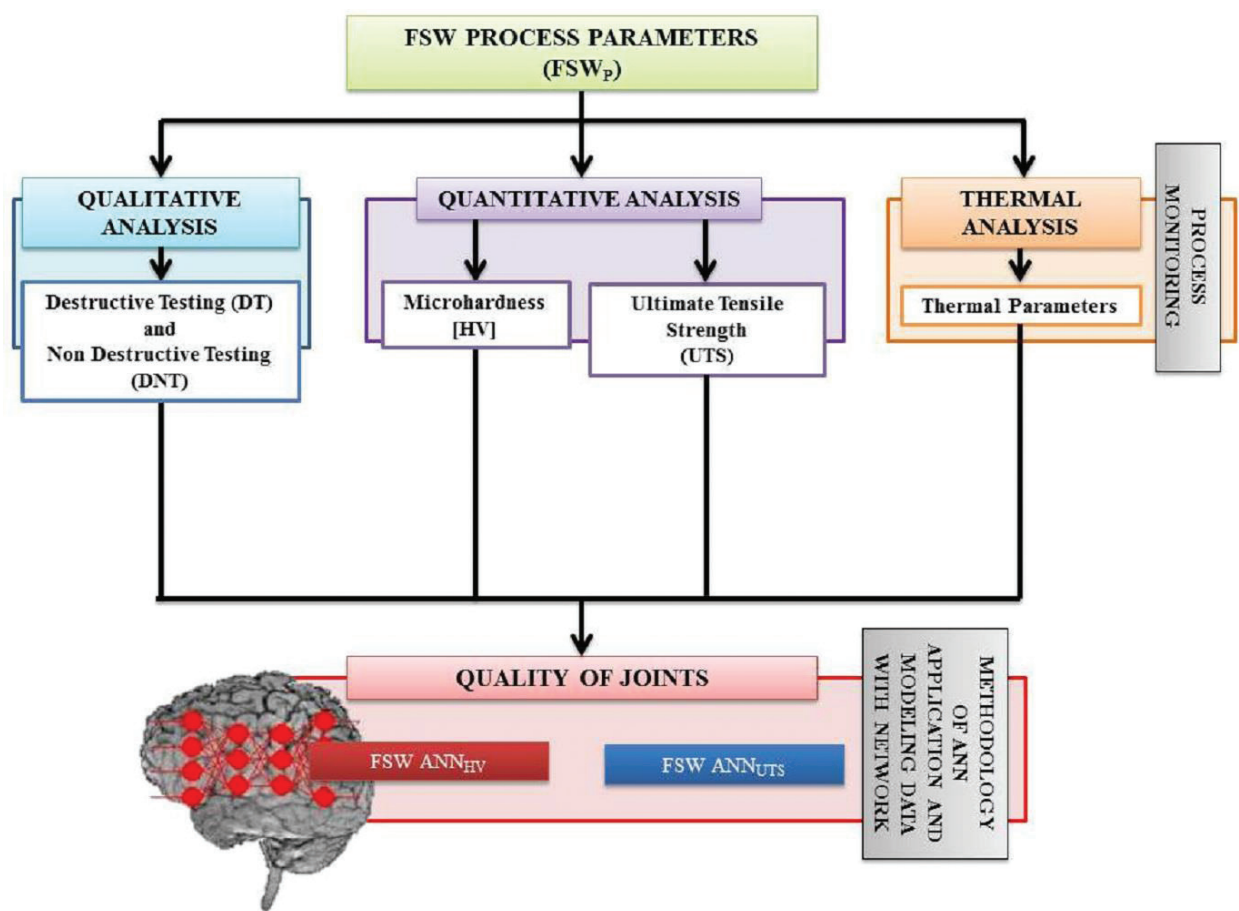 FSW PROCESS PARAMETERS
(FSWP)
QUALITATIVE
ANALYSIS
QUANTITATIVE ANALYSIS
THERMAL
ANALYSIS
PROCESS
MONITORING
Destructive Testing (DT)
and
Non Destructive Testing
(DNT)
Microhardness
[HV]
Ultimate Tensile
Strength
(UTS)
Thermal Parameters
QUALITY OF JOINTS
FSW ANNHV
FSW ANNUTS
METHODOLOGY
OF ANN
APPLICATION AND
MODELING DATA
WITH NETWORK